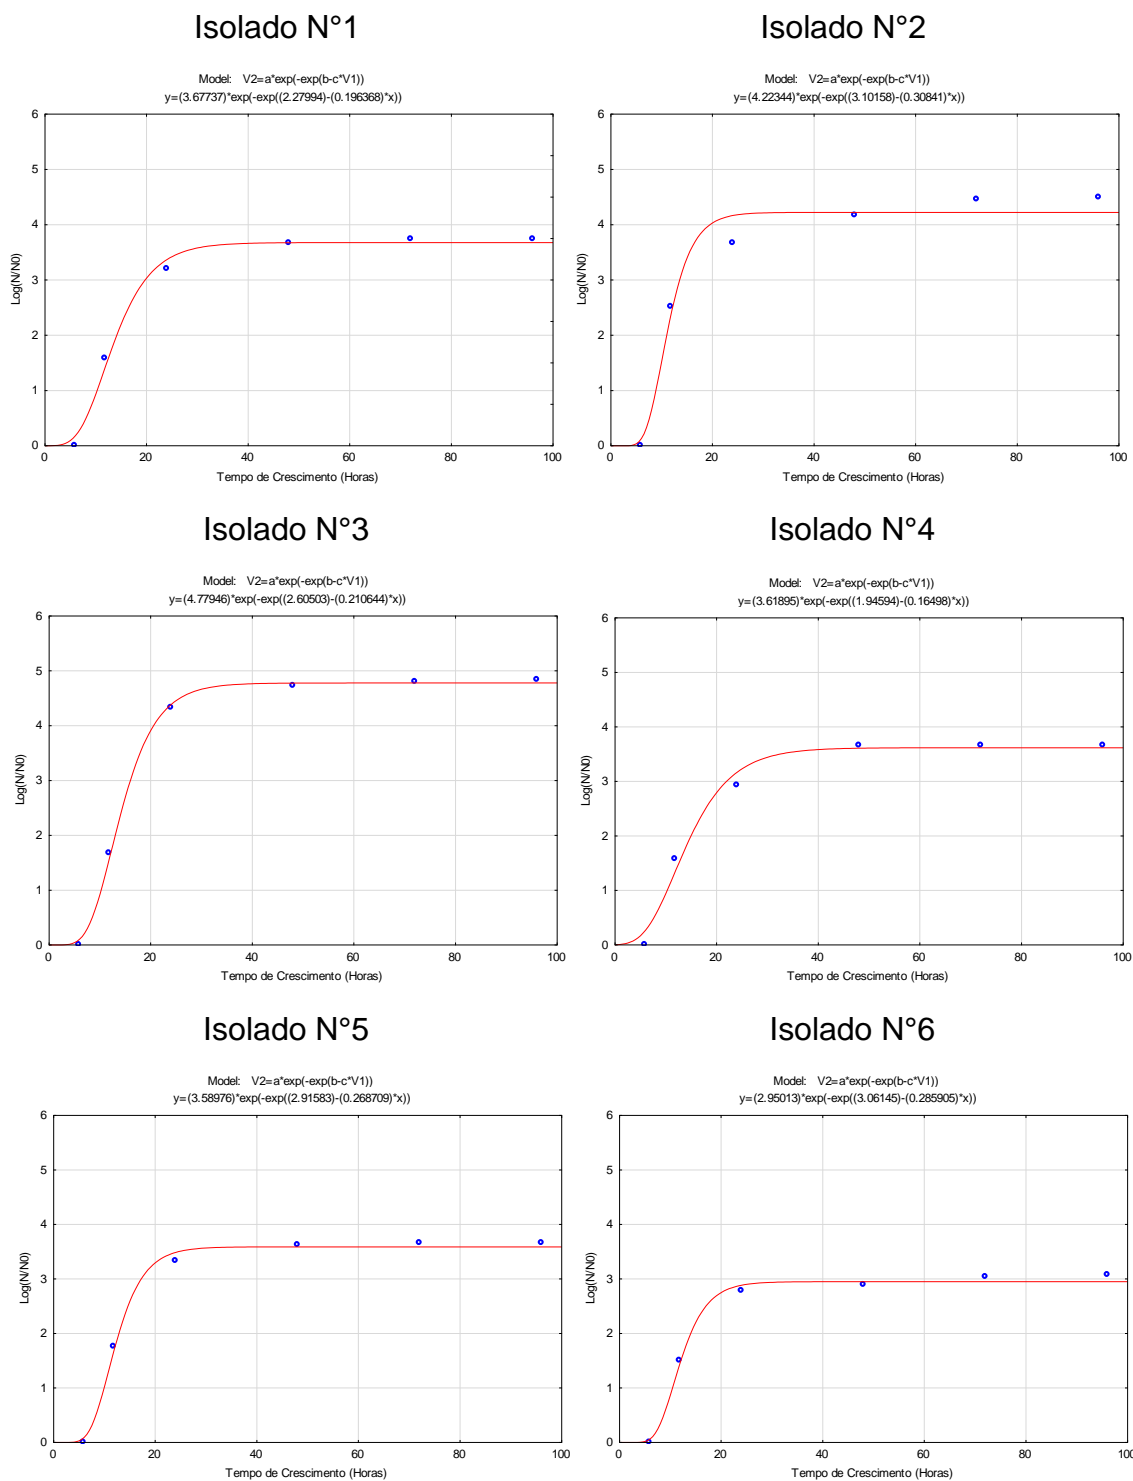 Isolado N°1
Model: V2=a*exp(-exp(b-c*V1))
y=(3.67737)*exp(-exp((2.27994)-(0.196368)*x))
6
5
4
3
2
1
0
0 20 40 60 80 100
Log(N/N0)
Tempo de Crescimento (Horas)
Isolado N°2
Model: V2=a*exp(-exp(b-c*V1))
y=(4.22344)*exp(-exp((3.10158)-(0.30841)*x))
6
5
4
3
2
1
0
0 20 40 60 80 100
Log(N/N0)
Tempo de Crescimento (Horas)
Isolado N°3
Model: V2=a*exp(-exp(b-c*V1))
y=(4.77946)*exp(-exp((2.60503)-(0.210644)*x))
6
5
4
3
2
1
0
0 20 40 60 80 100
Log(N/N0)
Tempo de Crescimento (Horas)
Isolado N°4
Model: V2=a*exp(-exp(b-c*V1))
y=(3.61895)*exp(-exp((1.94594)-(0.16498)*x))
6
5
4
3
2
1
0
0 20 40 60 80 100
Log(N/N0)
Tempo de Crescimento (Horas)
Isolado N°5
Model: V2=a*exp(-exp(b-c*V1))
y=(3.58976)*exp(-exp((2.91583)-(0.268709)*x))
6
5
4
3
2
1
0
0 20 40 60 80 100
Log(N/N0)
Tempo de Crescimento (Horas)
Isolado N°6
Model: V2=a*exp(-exp(b-c*V1))
y=(2.95013)*exp(-exp((3.06145)-(0.285905)*x))
6
5
4
3
2
1
0
0 20 40 60 80 100
Log(N/N0)
Tempo de Crescimento (Horas)